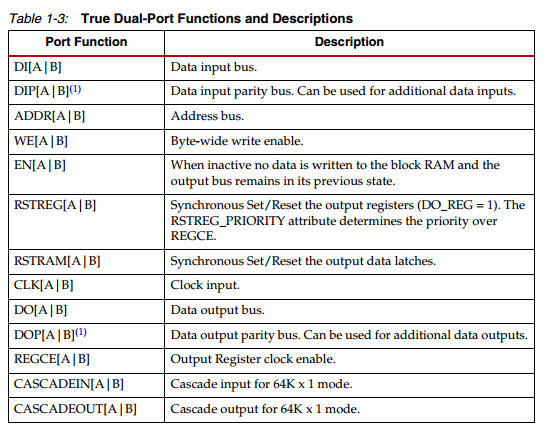 Table 1-3: True Dual-Port Functions and Descriptions
Port Function Description
DI[A|B] Data input bus.
DIP[A|B](1) Data input parity bus. Can be used for additional data inputs.
ADDR[A|B] Address bus.
WE[A|B] Byte-wide write enable.
EN[A|B] When inactive no data is written to the block RAM and the
output bus remains in its previous state.
RSTREG[A|B] Synchronous Set/Reset the output registers (DO_REG = 1). The
RSTREG_PRIORITY attribute determines the priority over
REGCE.
RSTRAM[A|B] Synchronous Set/Reset the output data latches.
CLK[A|B] Clock input.
DO[A|B] Data output bus.
DOP[A|B](1) Data output parity bus. Can be used for additional data outputs.
REGCE[A|B] Output Register clock enable.
CASCADEIN[A|B] Cascade input for 64K x 1 mode.
CASCADEOUT[A|B] Cascade output for 64K x 1 mode.